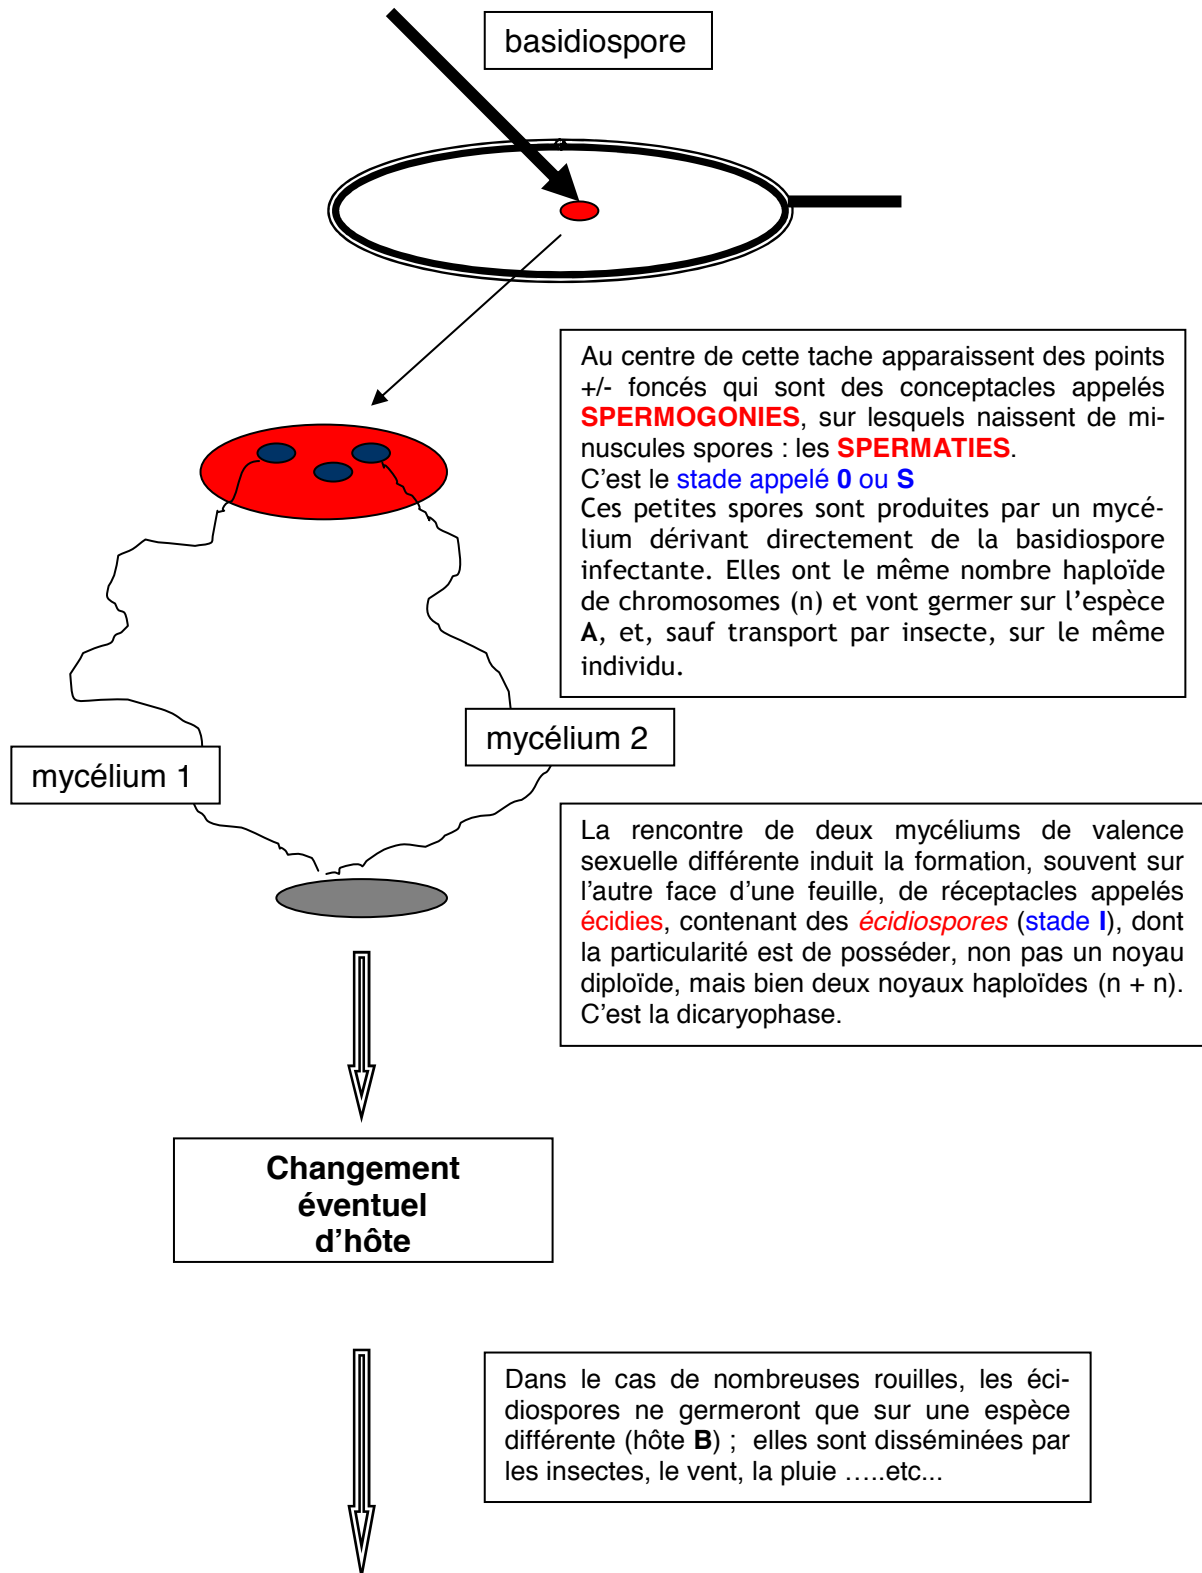 basidiospore
Au centre de cette tache apparaissent des points
+/- foncés qui sont des conceptacles appelés
SPERMOGONIES, sur lesquels naissent de mi-
nuscules spores : les SPERMATIES.
C'est le stade appelé 0 ou S
Ces petites spores sont produites par un mycé-
lium dérivant directement de la basidiospore
infectante. Elles ont le même nombre haploïde
de chromosomes (n) et vont germer sur l'espèce
A, et, sauf transport par insecte, sur le même
individu.
mycélium 2
mycélium 1
La rencontre de deux mycéliums de valence
sexuelle différente induit la formation, souvent sur
l'autre face d'une feuille, de réceptacles appelés
écidies, contenant des écidiospores (stade I), dont
la particularité est de posséder, non pas un noyau
diploïde, mais bien deux noyaux haploïdes (n + n).
C'est la dicaryophase.
Changement
éventuel
d'hôte
Dans le cas de nombreuses rouilles, les éci-
diospores ne germeront que sur une espèce
différente (hôte B) ; elles sont disséminées par
les insectes, le vent, la pluie …..etc...